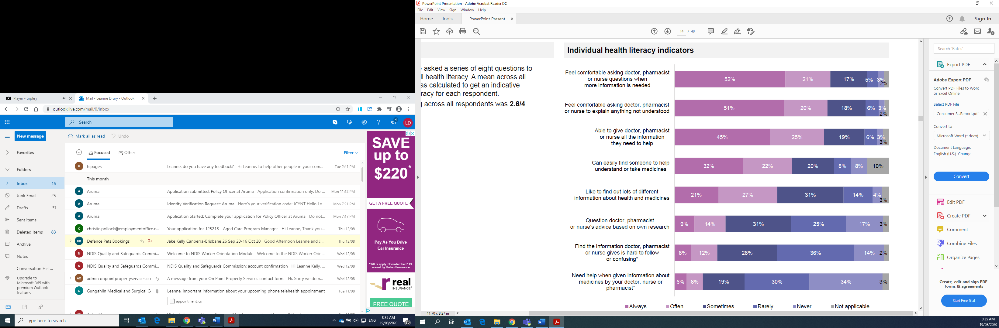 Player - triple j
Mail - Leanne Drury - Outlook
outlook.live.com/mail/0/inbox
Search
4
LD
New message
Mark all as read
Undo
Favorites
Folders
Inbox 15
Junk Email 25
Drafts 31
Sent Items
Deleted Items 83
Archive
Notes
Conversation Hist...
Upgrade to
Microsoft 365 with
premium Outlook
features
Focused
Other
Filter
H hipages Leanne, do you have any feedback? Hi Leanne, to help other people in your com... Tue 2:41 PM
This month
A Aruma Application submitted: Policy Officer at Aruma Application confirmation only. Do ... Mon 11:12 PM
A Aruma Identity Verification Request: Aruma Here's your verification code: JCYNT Hello Le... Mon 7:21 PM
A Aruma Application Started: Complete your application for Policy Officer at Aruma Do not... Mon 7:17 PM
C christie.pollock@employmentoffice.c... Your application for 125218 - Aged Care Program Manager Hi Leanne, Thank you... Thu 13/08
DB Defence Pets Bookings Jake Kelly Canberra-Brisbane 26 Sep 20-16 Oct 20 Good Afternoon Leanne and J... Thu 13/08
N NDIS Quality and Safeguards Commi... Welcome to NDIS Worker Orientation Module Welcome to the NDIS Worker Orie... Wed 12/08
N NDIS Quality and Safeguards Commi... NDIS Quality and Safeguards Commission: account confirmation Hi Leanne Kelly, ... Wed 12/08
AO admin onpointpropertyservices.co A message from your On Point Property Services contact form. Hi, Sorry we do n... Wed 12/08
G Gungahlin Medical and Surgical Ce Leanne, important information about your upcoming phone telehealth appointment Tue 11/08
appointment.ics
SAVE
up to
$220*
GET A FREE QUOTE
Pay As You Drive
Car Insurance
*T&Cs apply. Consider the PDS
issued by Hollard Insurance
real
INSURANCE
FREE QUOTE
Type here to search
ENG
8:35 AM
19/08/2020
20
PowerPoint Presentation - Adobe Acrobat Reader DC
File Edit View Sign Window Help
Home Tools PowerPoint Present... ×
Sign In
14 / 48
asked a series of eight questions to
ll health literacy. A mean across all
as calculated to get an indicative
racy for each respondent.
across all respondents was 2.6/4
Individual health literacy indicators
Feel comfortable asking doctor, pharmacist
or nurse questions when
more information is needed
52% 21% 17% 5% 3% 2%
Feel comfortable asking doctor, pharmacist
or nurse to explain anything not understood
51% 20% 18% 6% 3% 2%
Able to give doctor, pharmacist
or nurse all the information
they need to help
45% 25% 19% 6% 3% 3%
Can easily find someone to help
understand or take medicines
32% 22% 20% 8% 8% 10%
Like to find out lots of different
information about health and medicines
21% 27% 31% 14% 4% 3%
Question doctor, pharmacist
or nurse's advice based on own research
9% 14% 31% 25% 17% 3%
Find the information doctor, pharmacist
or nurse gives is hard to follow
or confusing*
8% 12% 28% 36% 14% 2%
Need help when given information about
medicines by your doctor, nurse or
pharmacist*
6% 8% 19% 30% 34% 3%
Always Often Sometimes Rarely Never Not applicable
11.70 x 8.27 in
Search 'Bates'
Export PDF
Adobe Export PDF
Convert PDF Files to Word
or Excel Online
Select PDF File
Consumer S...Report.pdf
Convert to
Microsoft Word (*.docx)
Document Language:
English (U.S.) Change
Convert
Edit PDF
Create PDF
Comment
Combine Files
Organize Pages
Create, edit and sign PDF
forms & agreements
Start Free Trial
8:35 AM
19/08/2020